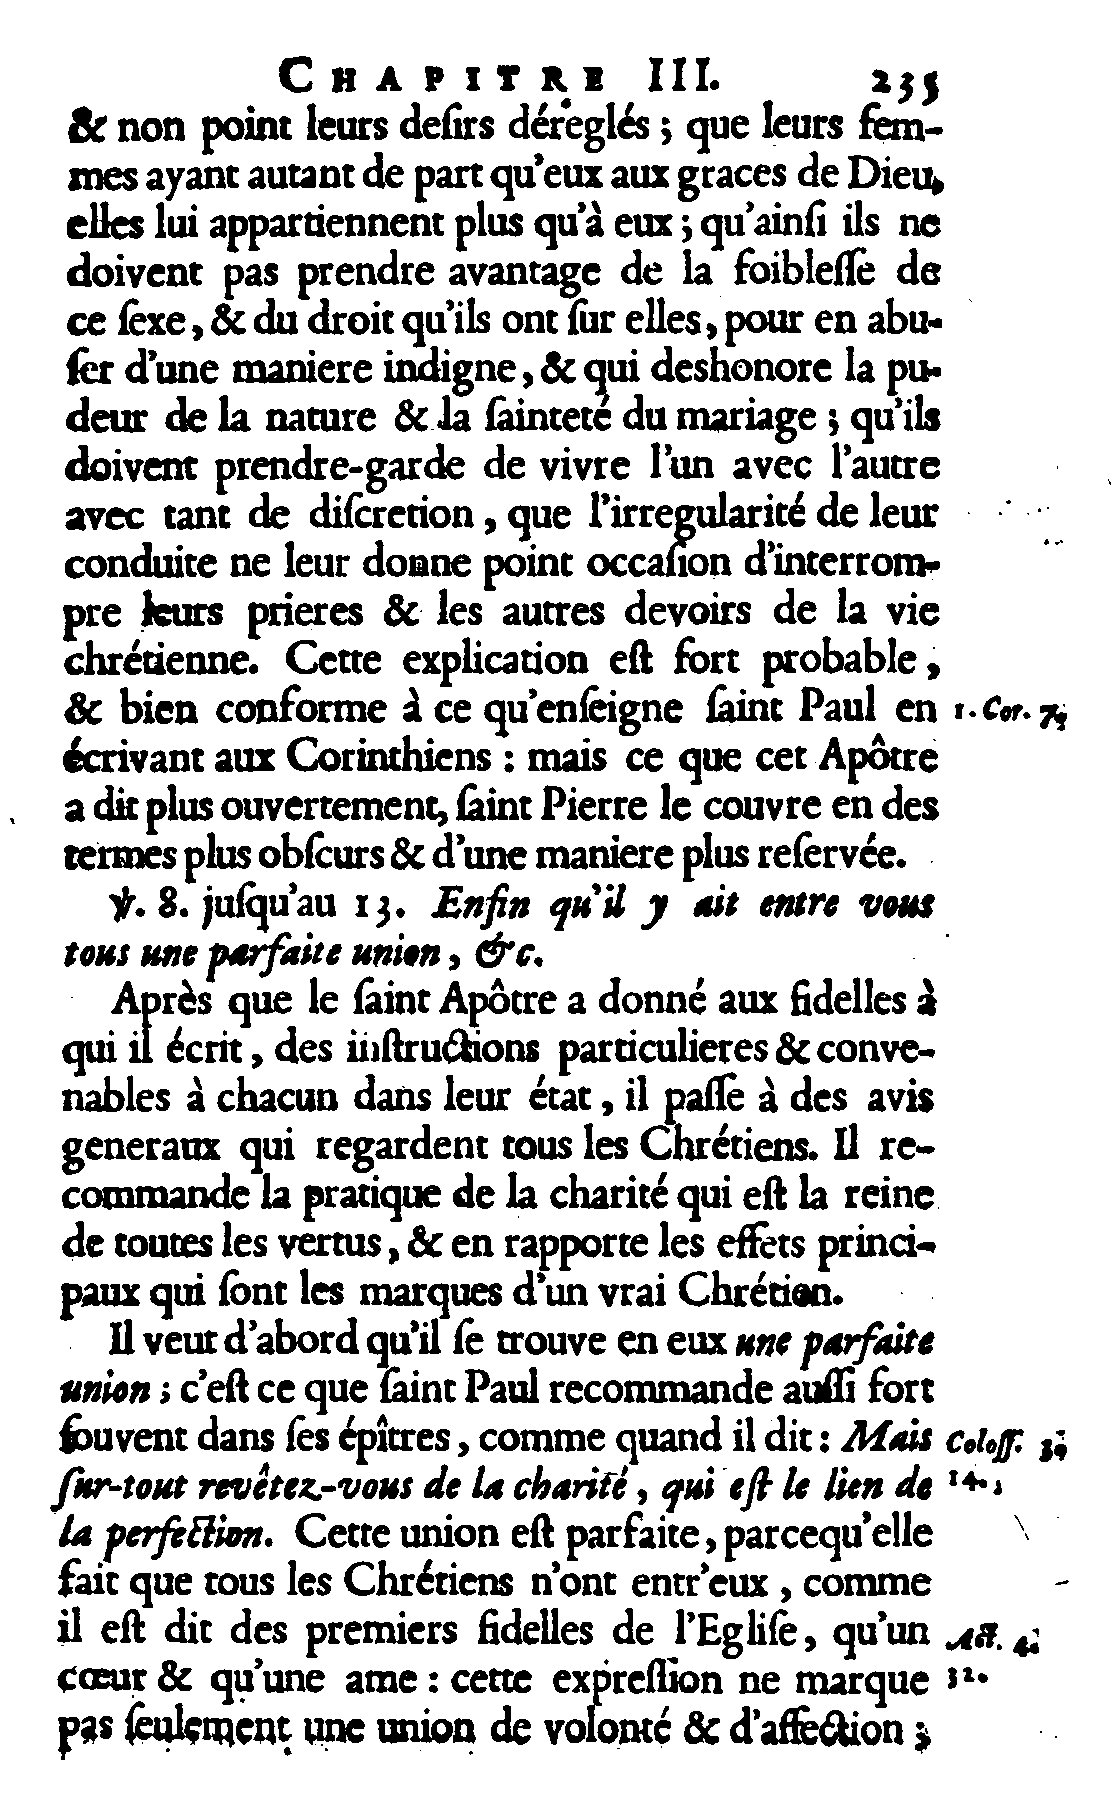 CHAPITRE III. 235
& non point leurs deſirs déreglés ; que leurs fem-
mes ayant autant de part qu'eux aux graces de Dieu,
elles lui appartiennent plus qu'à eux ; qu'ainſi ils ne
doivent pas prendre avantage de la foibleſſe de
ce ſexe, & du droit qu'ils ont ſur elles, pour en abu-
ſer d'une maniere indigne, & qui deshonore la pu-
deur de la nature & la ſainteté du mariage ; qu'ils
doivent prendre-garde de vivre l'un avec l'autre
avec tant de diſcretion, que l'irregularité de leur
conduite ne leur donne point occaſion d'interrom-
pre leurs prieres & les autres devoirs de la vie
chrétienne. Cette explication eſt fort probable,
& bien conforme à ce qu'enſeigne ſaint Paul en 1. Cor. 7.
écrivant aux Corinthiens : mais ce que cet Apôtre
a dit plus ouvertement, ſaint Pierre le couvre en des
termes plus obſcurs & d'une maniere plus reſervée.
℣. 8. juſqu'au 13. Enfin qu'il y ait entre vous
tous une parfaite union, &c.
Après que le ſaint Apôtre a donné aux fidelles à
qui il écrit, des inſtructions particulieres & conve-
nables à chacun dans leur état, il paſſe à des avis
generaux qui regardent tous les Chrétiens. Il re-
commande la pratique de la charité qui eſt la reine
de toutes les vertus, & en rapporte les effets princi-
paux qui ſont les marques d'un vrai Chrétien.
Il veut d'abord qu'il ſe trouve en eux une parfaite
union ; c'eſt ce que ſaint Paul recommande auſſi fort
ſouvent dans ſes épîtres, comme quand il dit : Mais Coloſſ. 3.
ſur-tout revêtez-vous de la charité, qui eſt le lien de 14.
la perfection. Cette union eſt parfaite, parcequ'elle
fait que tous les Chrétiens n'ont entr'eux, comme
il eſt dit des premiers fidelles de l'Egliſe, qu'un Act. 4.
cœur & qu'une ame : cette expreſſion ne marque 32.
pas ſeulement une union de volonté & d'affection ;